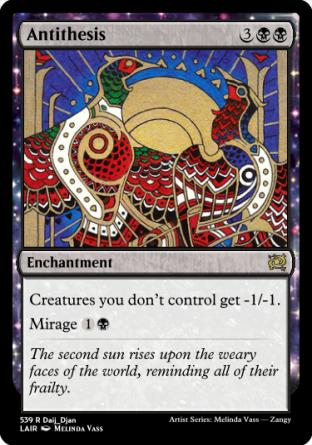 Antithesis 3
Enchantment
Creatures you don't control get -1/-1.
Mirage 1
The second sun rises upon the weary
faces of the world, reminding all of their
frailty.
539 R Daij_Djan Artist Series: Melinda Vass — Zangy
LAIR MELINDA VASS